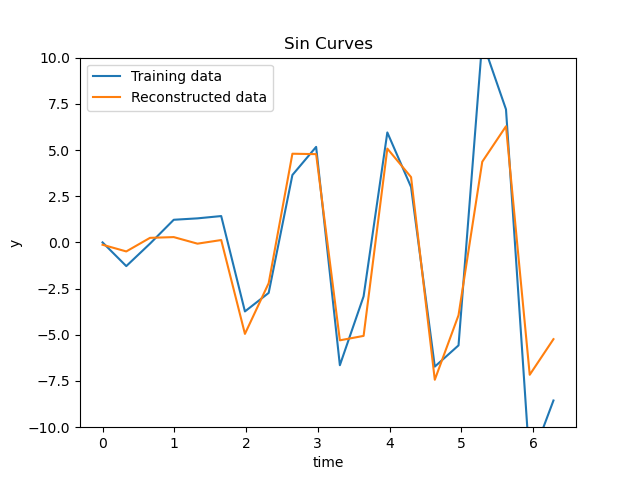 Sin Curves
Training data
Reconstructed data
10.0
7.5
5.0
2.5
0.0
−2.5
−5.0
−7.5
−10.0
y
0 1 2 3 4 5 6
time